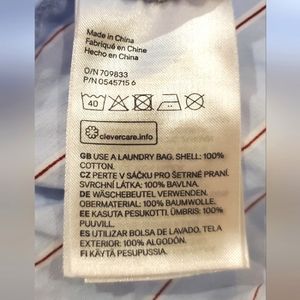 Made in China
Fabriqué en Chine
Hecho en China
O/N 709833
P/N 0545715 6
40
clevercare.info
GB USE A LAUNDRY BAG. SHELL: 100%
COTTON.
CZ PERTE V SÁČKU PRO ŠETRNÉ PRANÍ.
SVRCHNÍ LÁTKA: 100% BAVLNA.
DE WÄSCHEBEUTEL VERWENDEN.
OBERMATERIAL: 100% BAUMWOLLE.
EE KASUTA PESUKOTTI. ÜMBRIS: 100%
PUUVILL.
ES UTILIZAR BOLSA DE LAVADO. TELA
EXTERIOR: 100% ALGODÓN.
FI KÄYTÄ PESUPUSSIA.